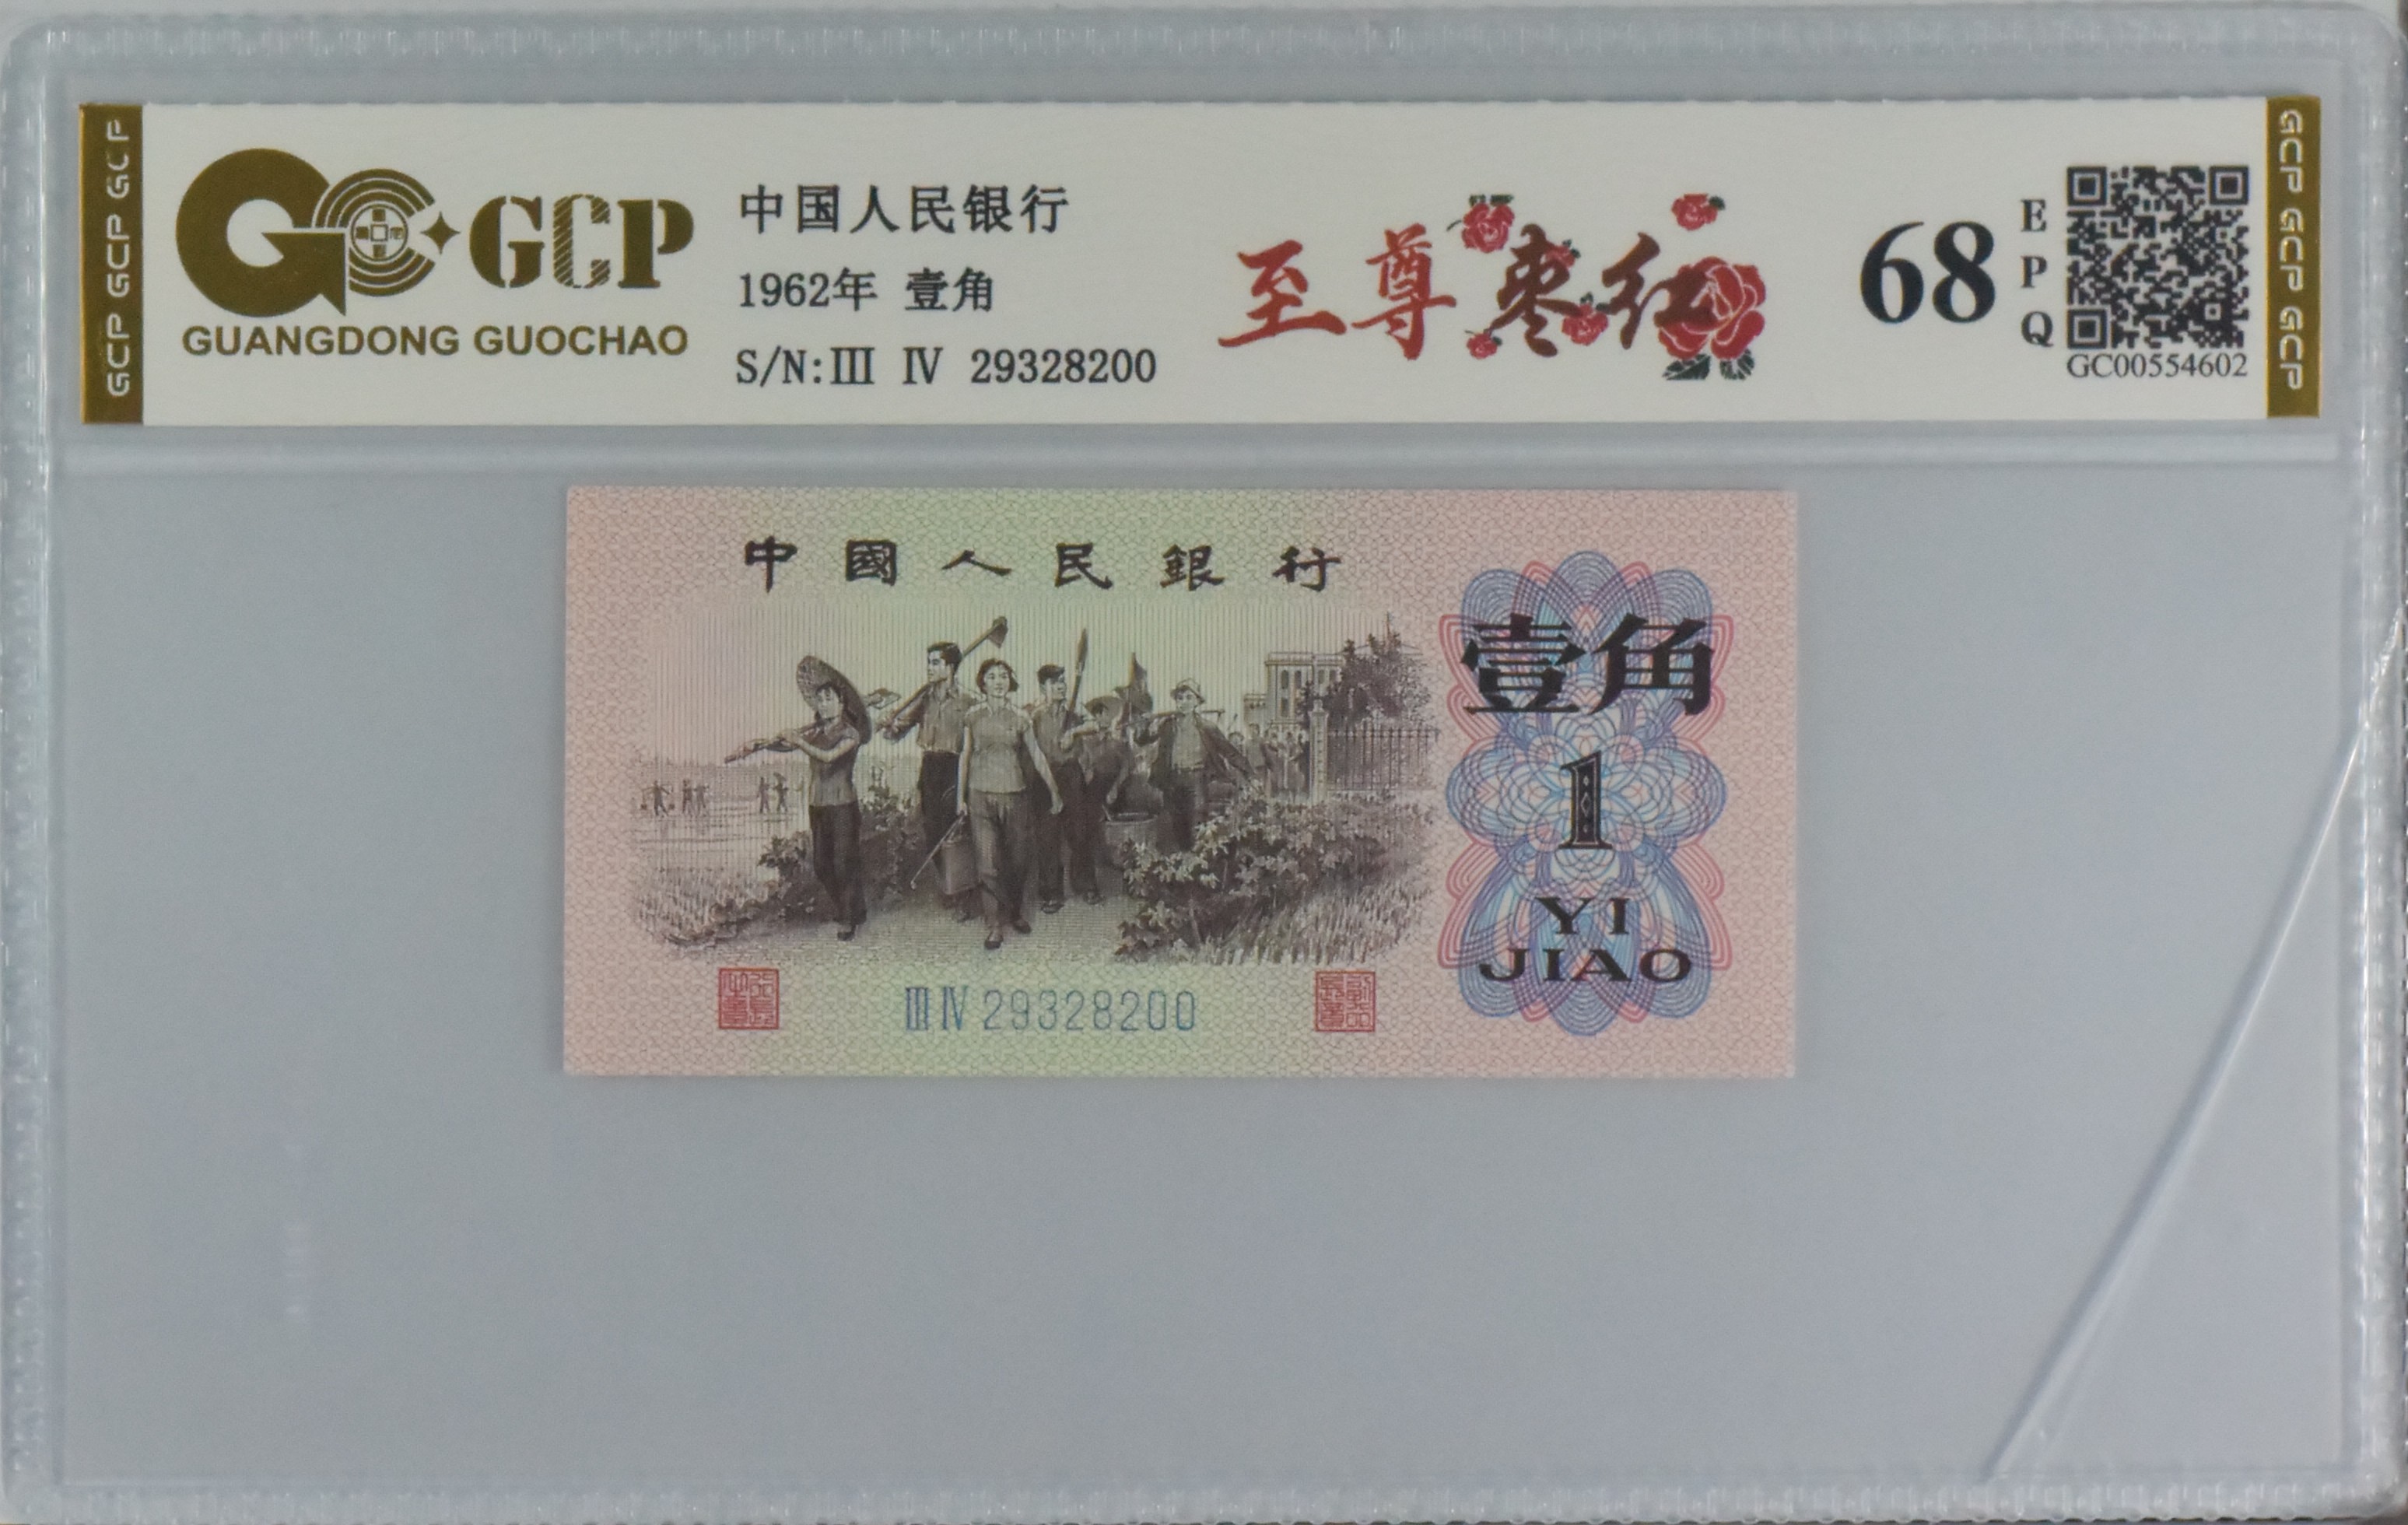 GCP GCP GCP
GCP
GUANGDONG GUOCHAO
中国人民银行
1962年 壹角
S/N:Ⅲ Ⅳ 29328200
至尊枣红
68
EPQ
GC00554602
GCP GCP GCP
中國人民銀行
壹角
1
YI
JIAO
Ⅲ Ⅳ 29328200